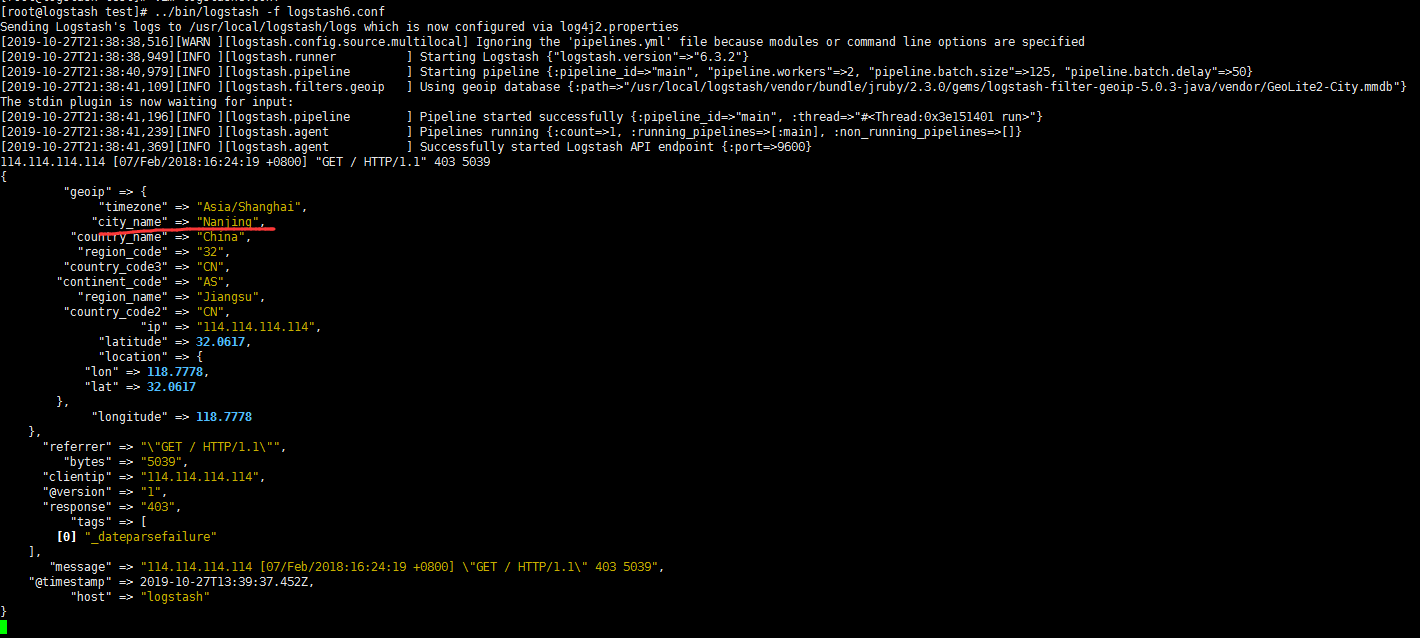 [root@logstash test]# ../bin/logstash -f logstash6.conf
Sending Logstash's logs to /usr/local/logstash/logs which is now configured via log4j2.properties
[2019-10-27T21:38:38,516][WARN ][logstash.config.source.multilocal] Ignoring the 'pipelines.yml' file because modules or command line options are specified
[2019-10-27T21:38:38,949][INFO ][logstash.runner          ] Starting Logstash {"logstash.version"=>"6.3.2"}
[2019-10-27T21:38:40,979][INFO ][logstash.pipeline        ] Starting pipeline {:pipeline_id=>"main", "pipeline.workers"=>2, "pipeline.batch.size"=>125, "pipeline.batch.delay"=>50}
[2019-10-27T21:38:41,109][INFO ][logstash.filters.geoip   ] Using geoip database {:path=>"/usr/local/logstash/vendor/bundle/jruby/2.3.0/gems/logstash-filter-geoip-5.0.3-java/vendor/GeoLite2-City.mmdb"}
The stdin plugin is now waiting for input:
[2019-10-27T21:38:41,196][INFO ][logstash.pipeline        ] Pipeline started successfully {:pipeline_id=>"main", :thread=>"#<Thread:0x3e151401 run>"}
[2019-10-27T21:38:41,239][INFO ][logstash.agent           ] Pipelines running {:count=>1, :running_pipelines=>[:main], :non_running_pipelines=>[]}
[2019-10-27T21:38:41,369][INFO ][logstash.agent           ] Successfully started Logstash API endpoint {:port=>9600}
114.114.114.114 [07/Feb/2018:16:24:19 +0800] "GET / HTTP/1.1" 403 5039
{
"geoip" => {
"timezone" => "Asia/Shanghai",
"city_name" => "Nanjing",
"country_name" => "China",
"region_code" => "32",
"country_code3" => "CN",
"continent_code" => "AS",
"region_name" => "Jiangsu",
"country_code2" => "CN",
"ip" => "114.114.114.114",
"latitude" => 32.0617,
"location" => {
"lon" => 118.7778,
"lat" => 32.0617
},
"longitude" => 118.7778
},
"referrer" => "\"GET / HTTP/1.1\"",
"bytes" => "5039",
"clientip" => "114.114.114.114",
"@version" => "1",
"response" => "403",
"tags" => [
[0] "_dateparsefailure"
],
"message" => "114.114.114.114 [07/Feb/2018:16:24:19 +0800] \"GET / HTTP/1.1\" 403 5039",
"@timestamp" => 2019-10-27T13:39:37.452Z,
"host" => "logstash"
}